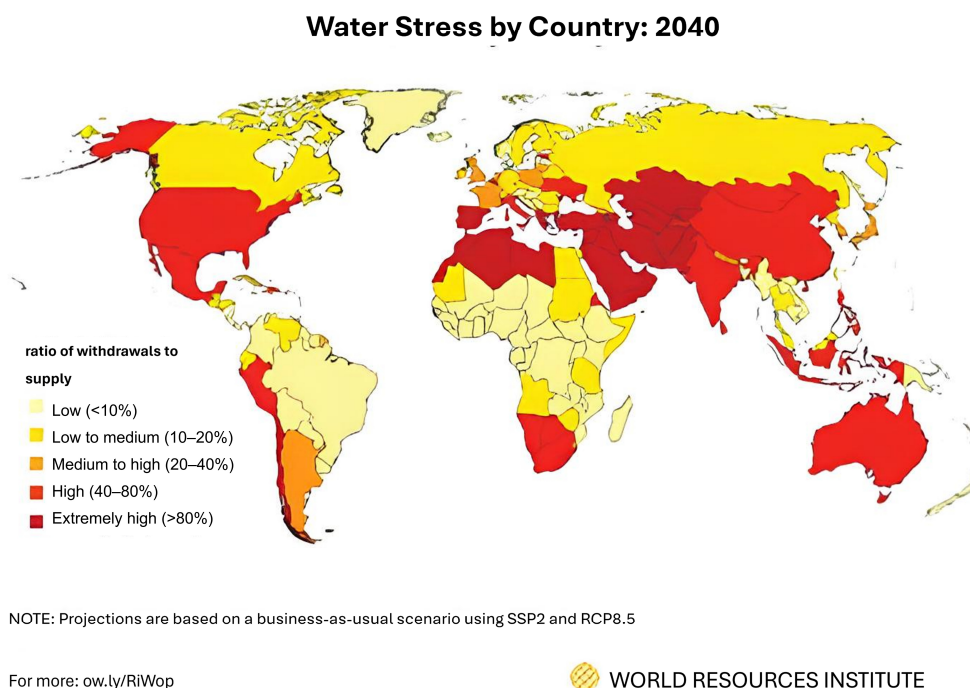 Water Stress by Country: 2040
ratio of withdrawals to
supply
Low (<10%)
Low to medium (10–20%)
Medium to high (20–40%)
High (40–80%)
Extremely high (>80%)
NOTE: Projections are based on a business-as-usual scenario using SSP2 and RCP8.5
For more: ow.ly/RiWop
WORLD RESOURCES INSTITUTE